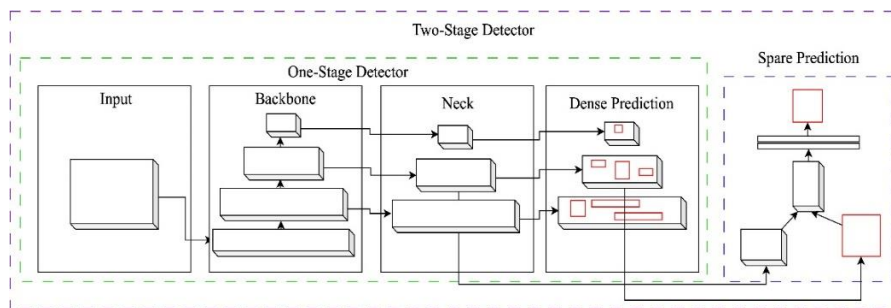 Two-Stage Detector
Spare Prediction
One-Stage Detector
Input
Backbone
Neck
Dense Prediction